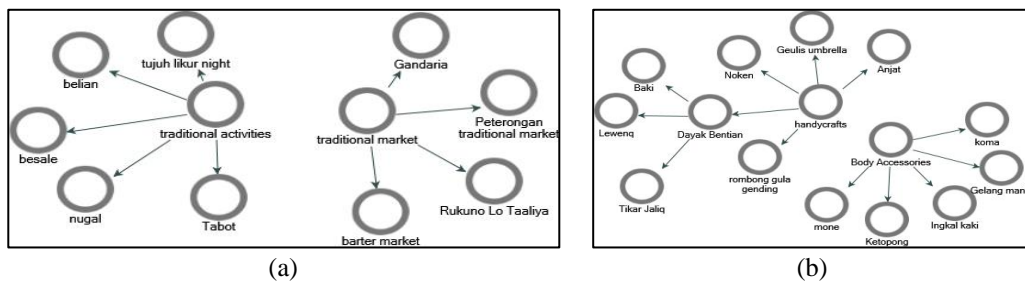 tujuh likur night
belian
traditional activities
besale
nugal
Tabot
Gandaria
traditional market
Peterongan
traditional market
Rukuno Lo Taaliya
barter market
(a)
Geulis umbrella
Noken
Anjat
Baki
handycrafts
Lewenq
Dayak Bentian
rombong gula
gending
Tikar Jaliq
koma
Body Accessories
Gelang man
mone
Ketopong
Ingkal kaki
(b)